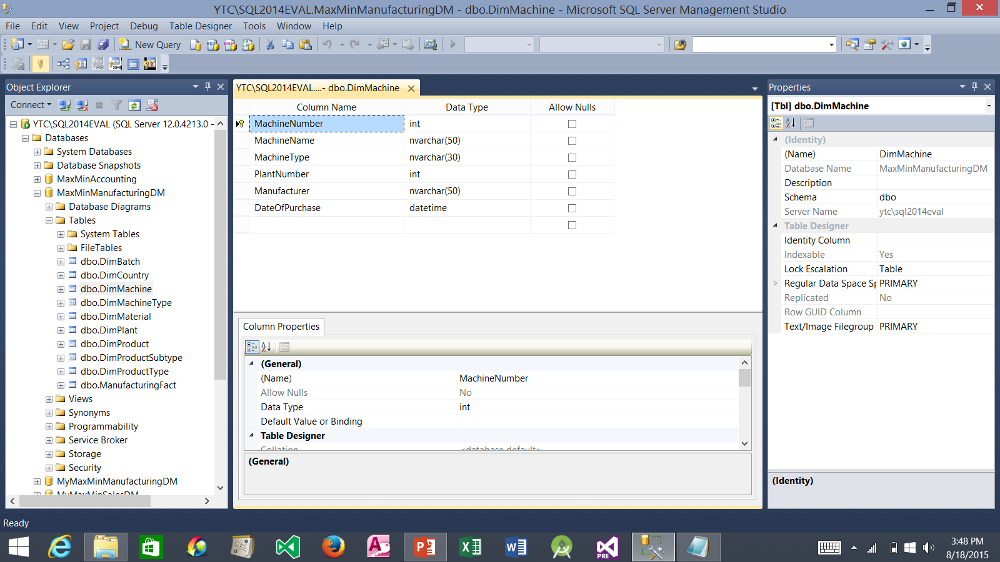 YTC\SQL2014EVAL.MaxMinManufacturingDM - dbo.DimMachine - Microsoft SQL Server Management Studio
File Edit View Project Debug Table Designer Tools Window Help
New Query
Object Explorer
Connect
YTC\SQL2014EVAL (SQL Server 12.0.4213.0 -
Databases
System Databases
Database Snapshots
MaxMinAccounting
MaxMinManufacturingDM
Database Diagrams
Tables
System Tables
FileTables
dbo.DimBatch
dbo.DimCountry
dbo.DimMachine
dbo.DimMachineType
dbo.DimMaterial
dbo.DimPlant
dbo.DimProduct
dbo.DimProductSubtype
dbo.DimProductType
dbo.ManufacturingFact
Views
Synonyms
Programmability
Service Broker
Storage
Security
MyMaxMinManufacturingDM
MyMaxMinSalesDM
YTC\SQL2014EVAL....- dbo.DimMachine
Column Name Data Type Allow Nulls
MachineNumber int
MachineName nvarchar(50)
MachineType nvarchar(30)
PlantNumber int
Manufacturer nvarchar(50)
DateOfPurchase datetime
Column Properties
(General)
(Name) MachineNumber
Allow Nulls No
Data Type int
Default Value or Binding
Table Designer
Collation <database default>
(General)
Properties
[Tbl] dbo.DimMachine
(Identity)
(Name) DimMachine
Database Name MaxMinManufacturingDM
Description
Schema dbo
Server Name ytc\sql2014eval
Table Designer
Identity Column
Indexable Yes
Lock Escalation Table
Regular Data Space Sp PRIMARY
Replicated No
Row GUID Column
Text/Image Filegroup PRIMARY
(Identity)
Ready
PRE
3:48 PM
8/18/2015